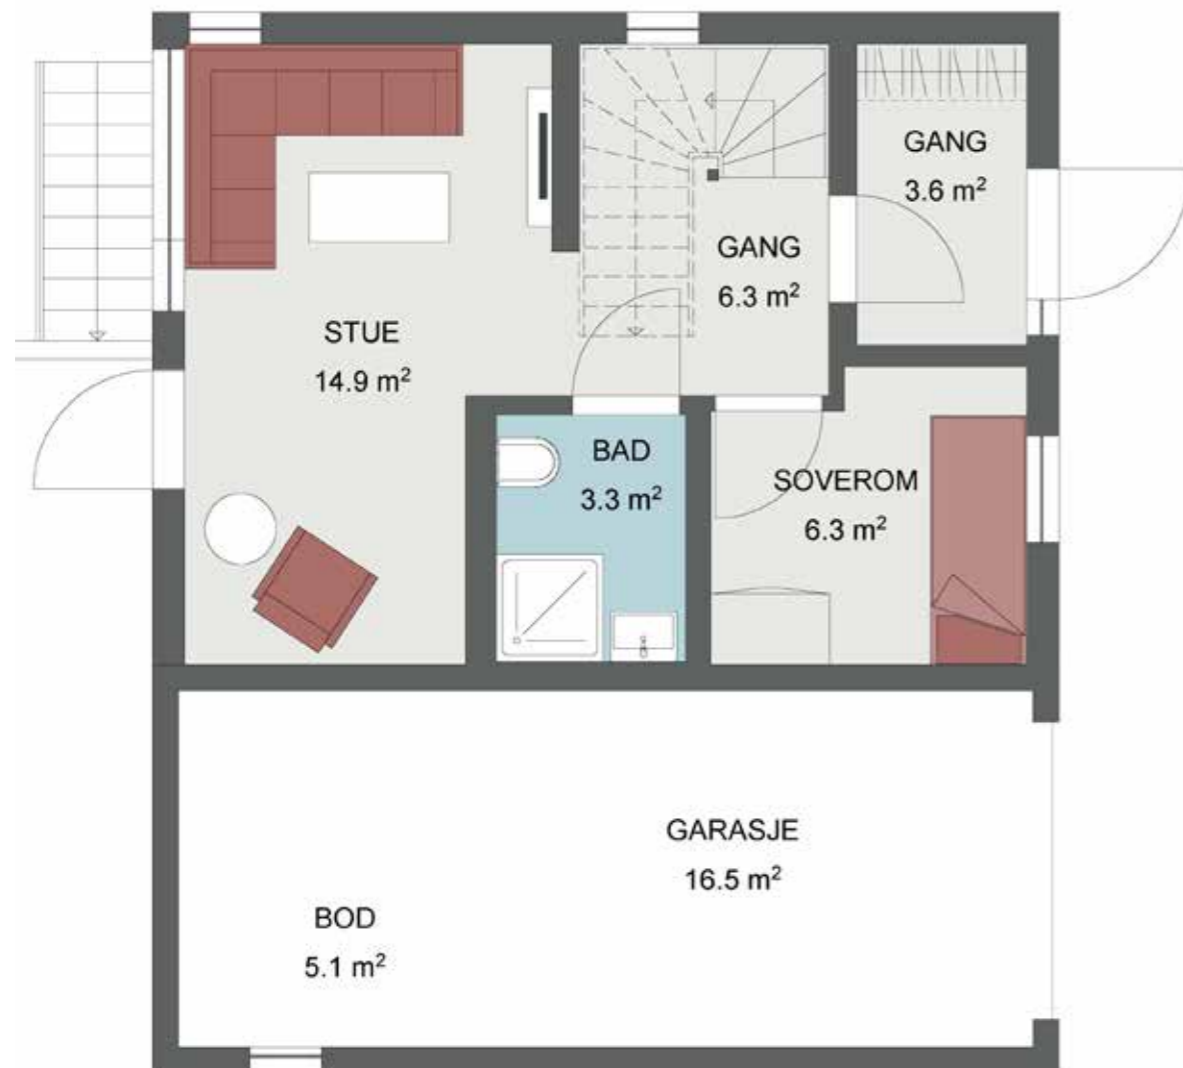 GANG
3.6 m²
GANG
6.3 m²
STUE
14.9 m²
BAD
3.3 m²
SOVEROM
6.3 m²
GARASJE
16.5 m²
BOD
5.1 m²